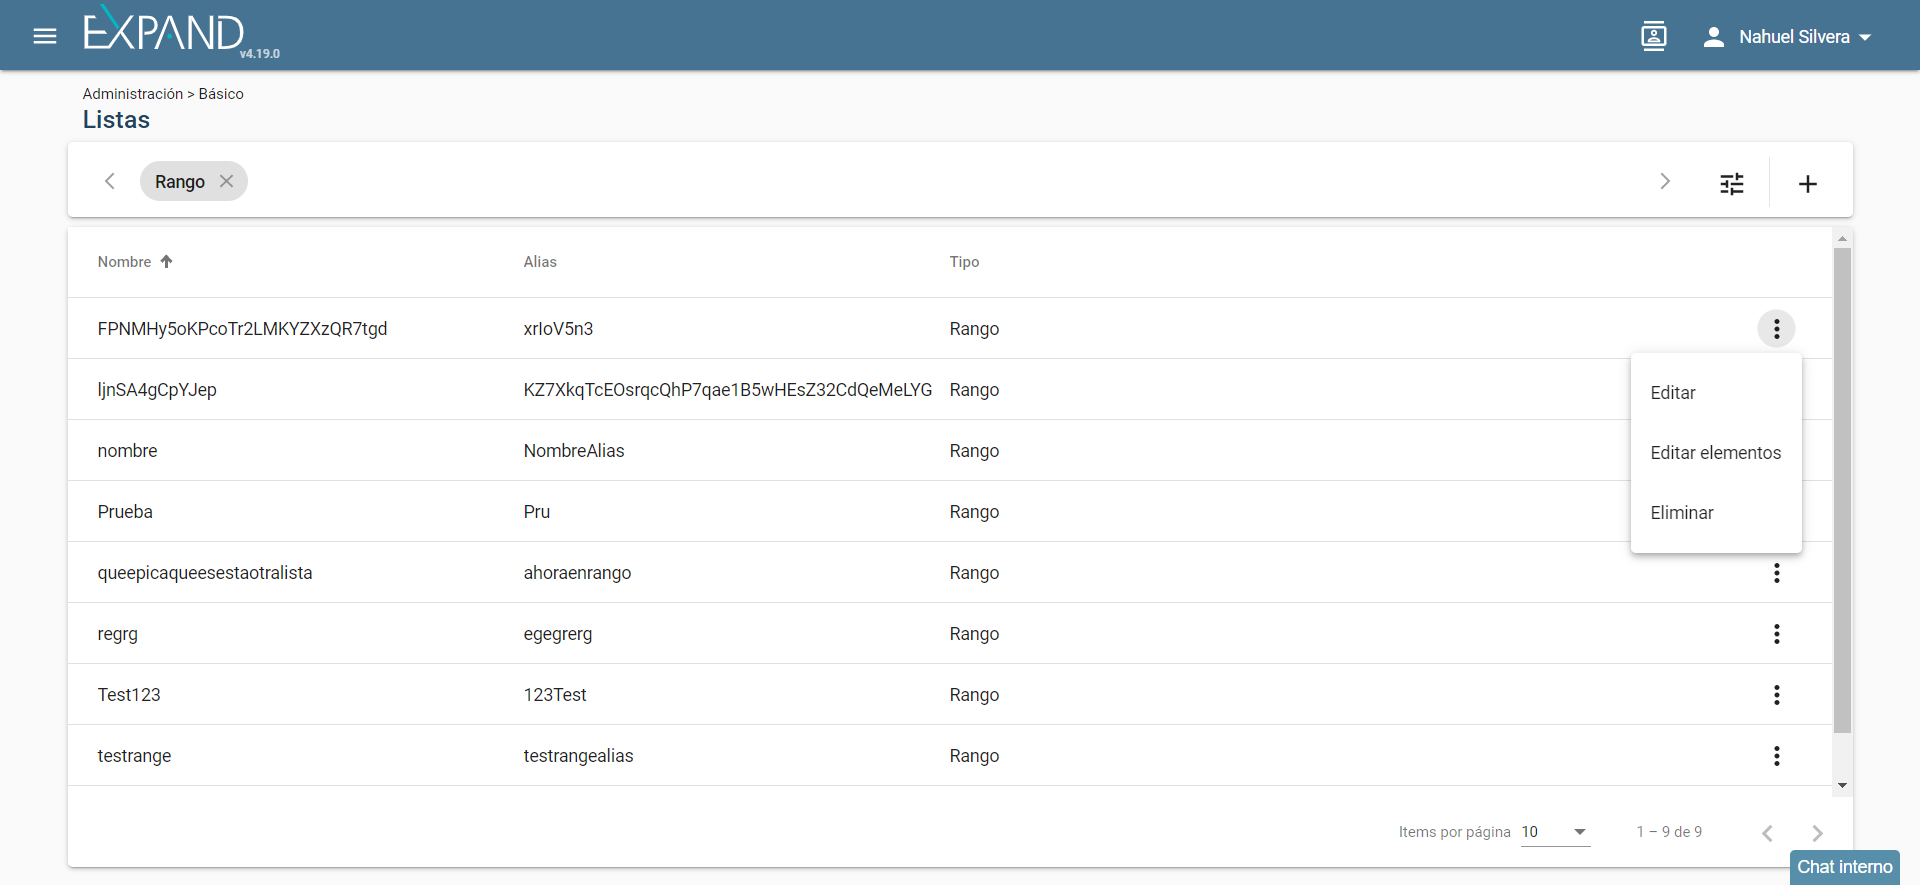 EXPAND
v4.19.0
Nahuel Silvera
Administración > Básico
Listas
Rango
Nombre Alias Tipo
FPNMHy5oKPcoTr2LMKYZXzQR7tgd xrIoV5n3 Rango
ljnSA4gCpYJep KZ7XkqTcEOsrqcQhP7qae1B5wHEsZ32CdQeMeLYG Rango
Editar
nombre NombreAlias Rango
Editar elementos
Prueba Pru Rango
Eliminar
queepicaqueesestaotralista ahoraenrango Rango
regrg egegrerg Rango
Test123 123Test Rango
testrange testrangealias Rango
Items por página 10 1 – 9 de 9
Chat interno